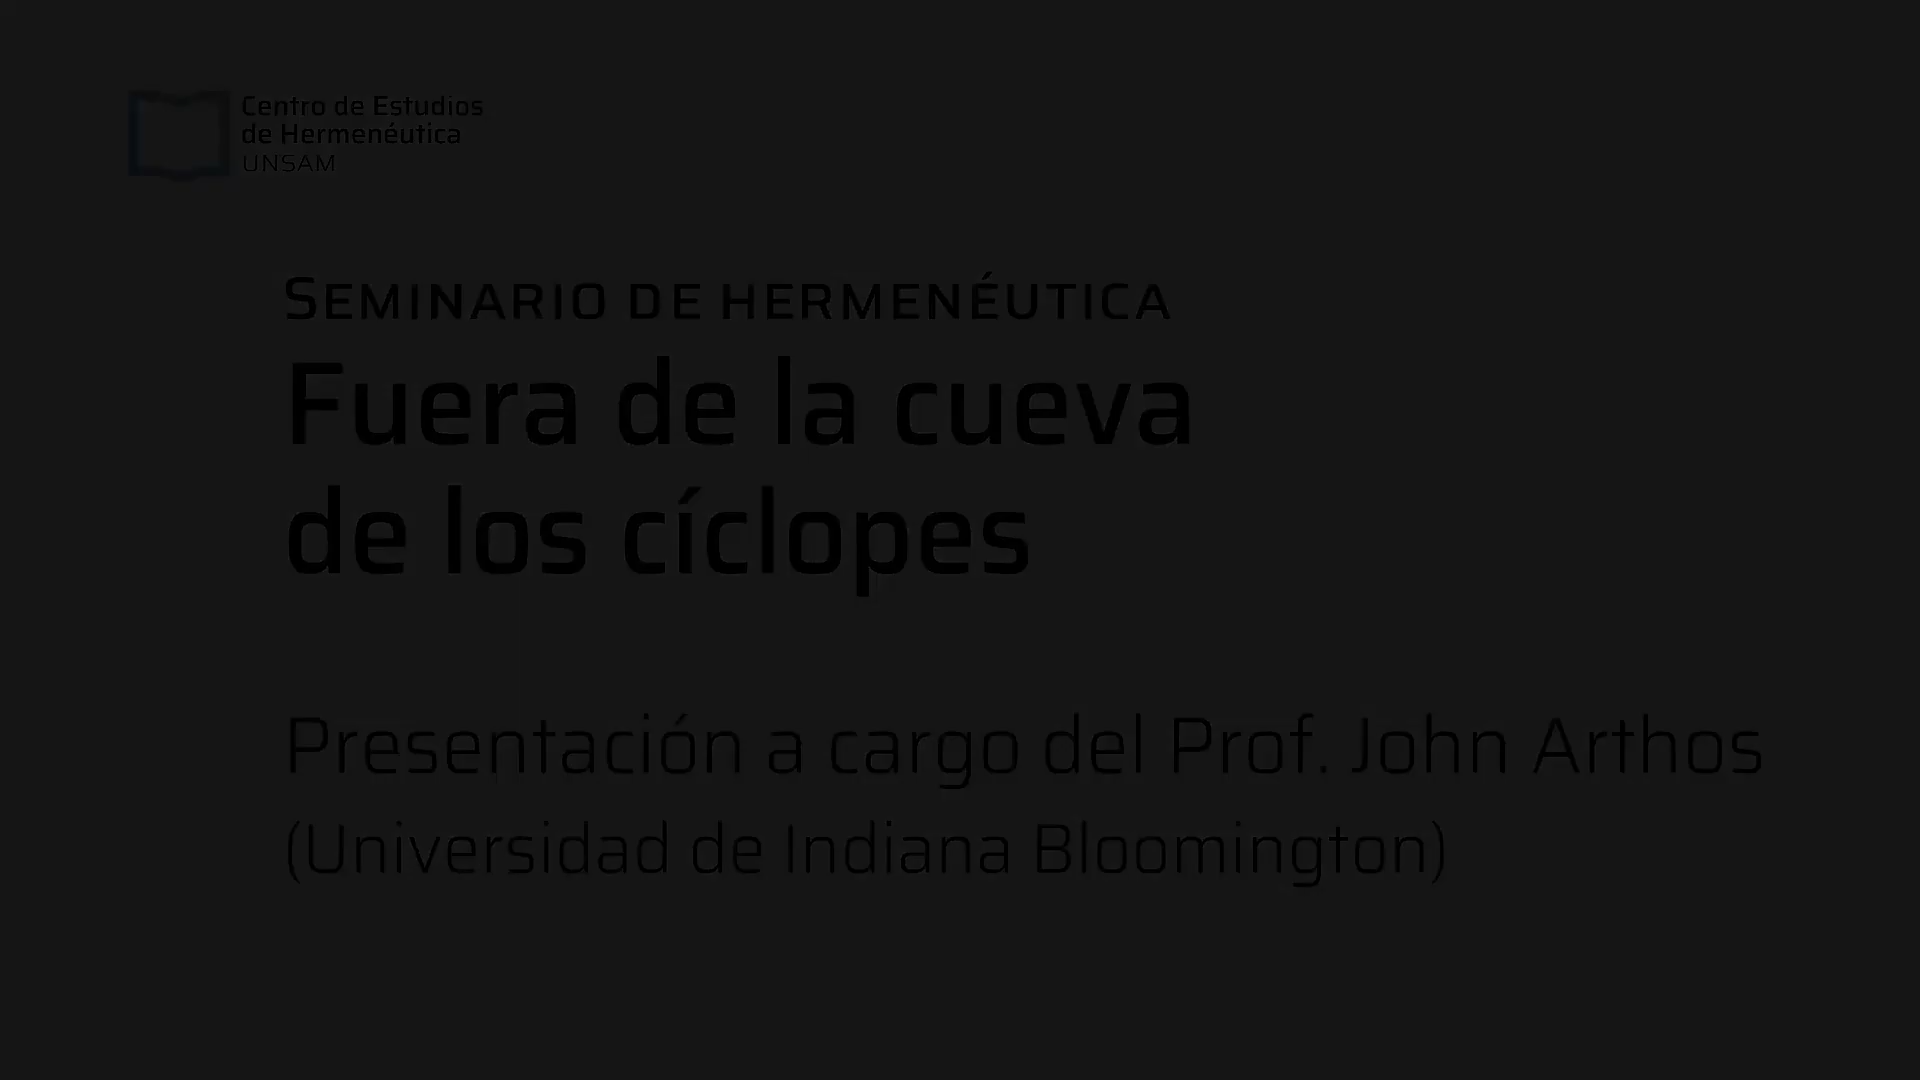 Centro de Estudios
de Hermenéutica
UNSAM
SEMINARIO DE HERMENÉUTICA
Fuera de la cueva
de los cíclopes
Presentación a cargo del Prof. John Arthos
(Universidad de Indiana Bloomington)